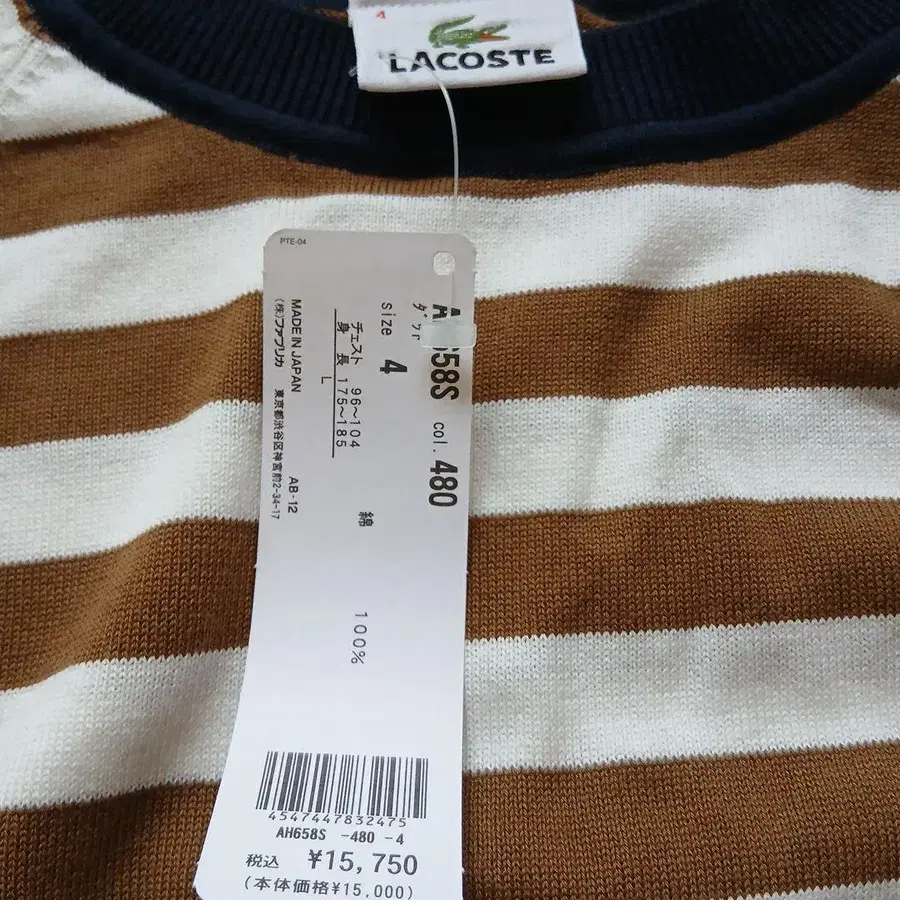 4
LACOSTE
PTE-04
658S col. 480
size 4
チェスト 96~104
身 長 175~185
L
綿 100%
MADE IN JAPAN AB-12
(株)ファブリカ 東京都渋谷区神宮前2-34-17
4547447832475
AH658S -480 -4
税込 ¥15,750
(本体価格¥15,000)